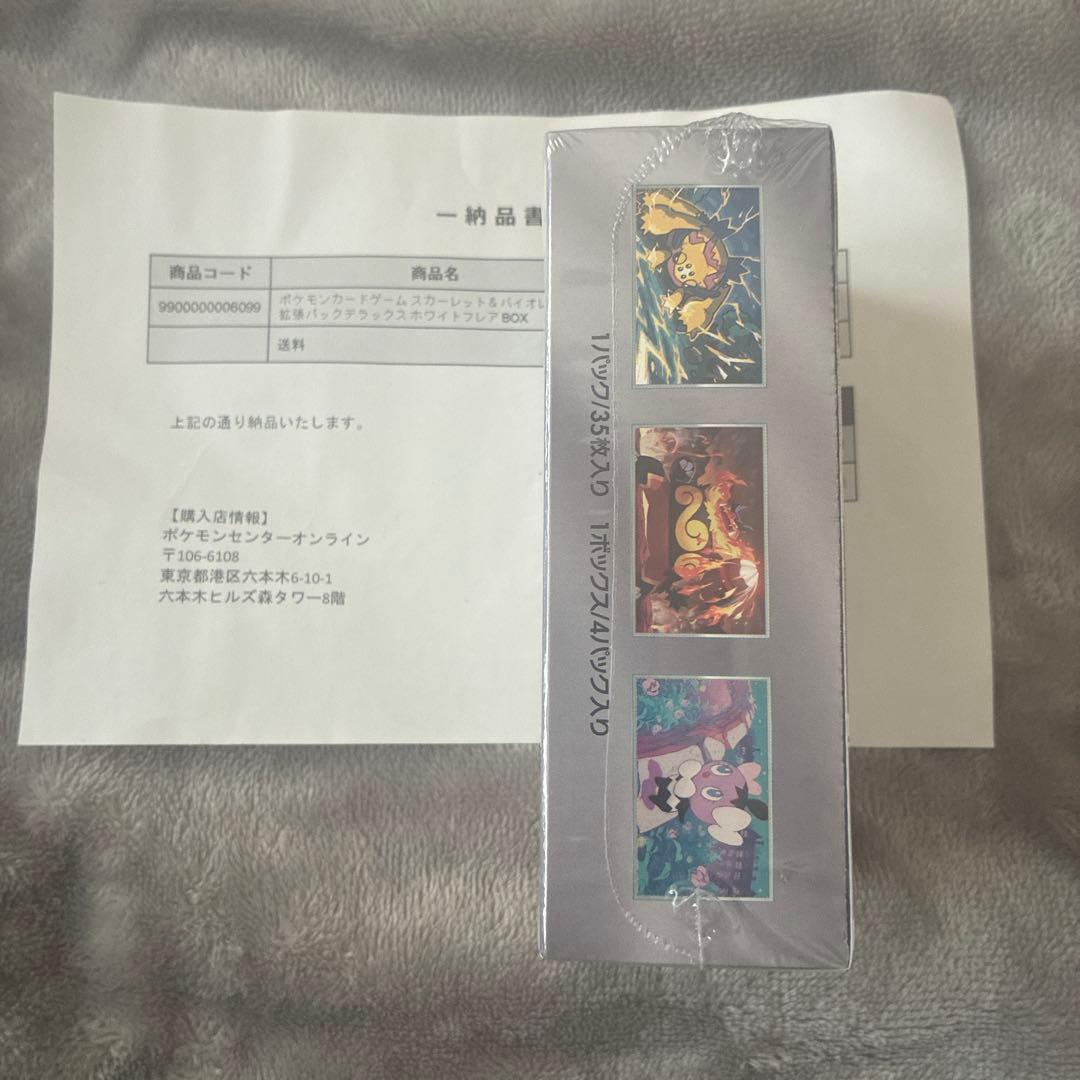 一 納 品 書
商品コード 商品名
9900000006099 ポケモンカードゲーム スカーレット＆バイオレ
拡張パックデラックス ホワイトフレア BOX
送料
上記の通り納品いたします。
【購入店情報】
ポケモンセンターオンライン
〒106-6108
東京都港区六本木6-10-1
六本木ヒルズ森タワー8階
1パック/35枚入り 1ボックス/4パック入り